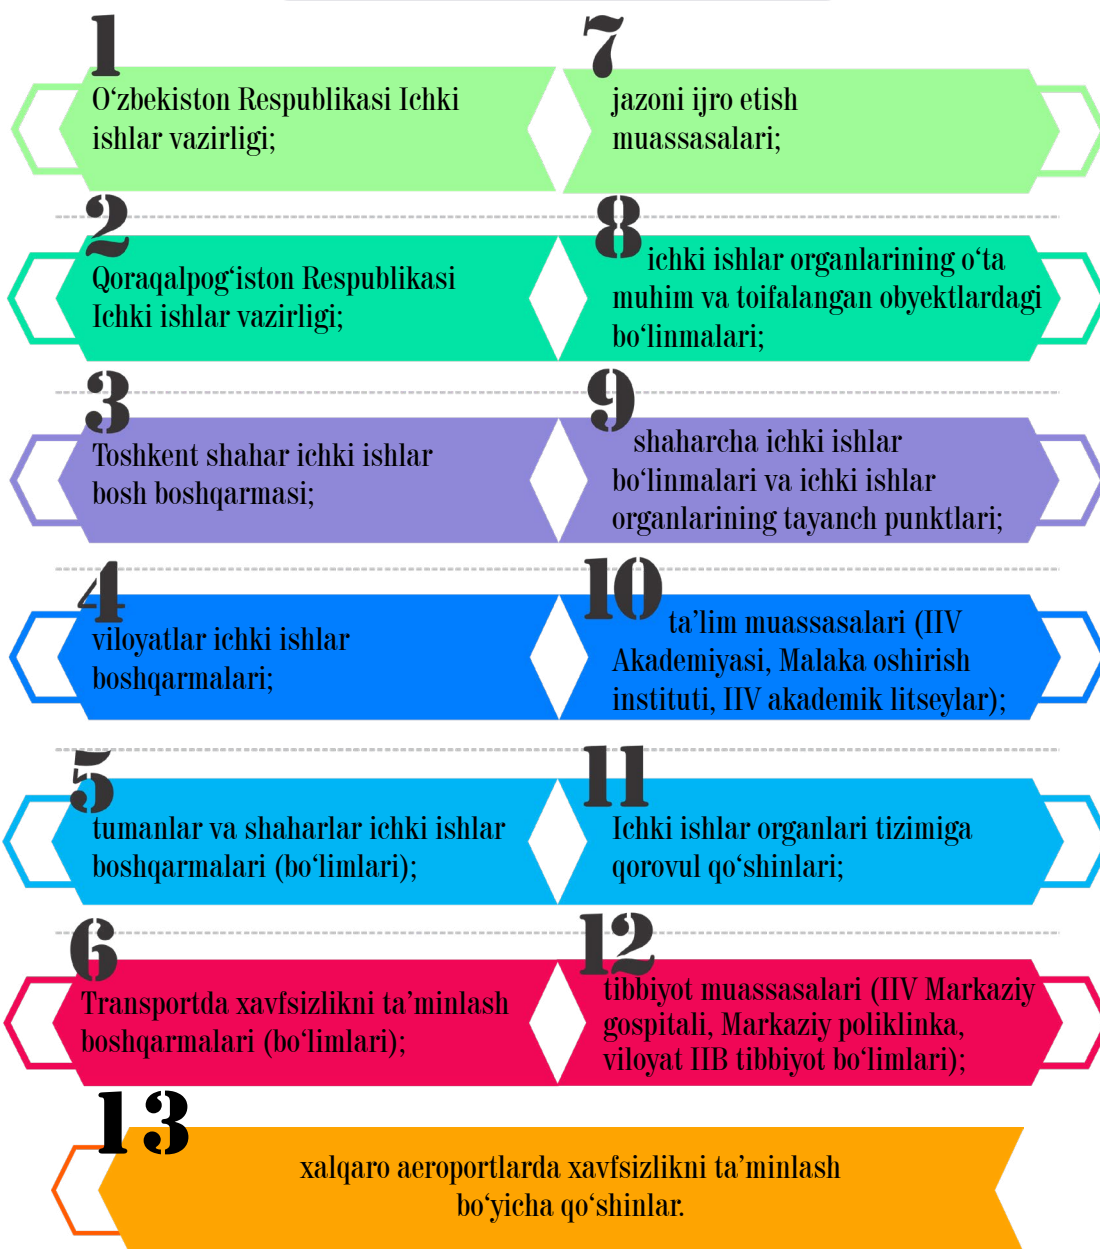 1
O‘zbekiston Respublikasi Ichki
ishlar vazirligi;
2
Qoraqalpog‘iston Respublikasi
Ichki ishlar vazirligi;
3
Toshkent shahar ichki ishlar
bosh boshqarmasi;
4
viloyatlar ichki ishlar
boshqarmalari;
5
tumanlar va shaharlar ichki ishlar
boshqarmalari (bo‘limlari);
6
Transportda xavfsizlikni ta’minlash
boshqarmalari (bo‘limlari);
7
jazoni ijro etish
muassasalari;
8
ichki ishlar organlarining o‘ta
muhim va toifalangan obyektlardagi
bo‘linmalari;
9
shaharcha ichki ishlar
bo‘linmalari va ichki ishlar
organlarining tayanch punktlari;
10
ta’lim muassasalari (IIV
Akademiyasi, Malaka oshirish
instituti, IIV akademik litseylar);
11
Ichki ishlar organlari tizimiga
qorovul qo‘shinlari;
12
tibbiyot muassasalari (IIV Markaziy
gospitali, Markaziy poliklinka,
viloyat IIB tibbiyot bo‘limlari);
13
xalqaro aeroportlarda xavfsizlikni ta’minlash
bo‘yicha qo‘shinlar.